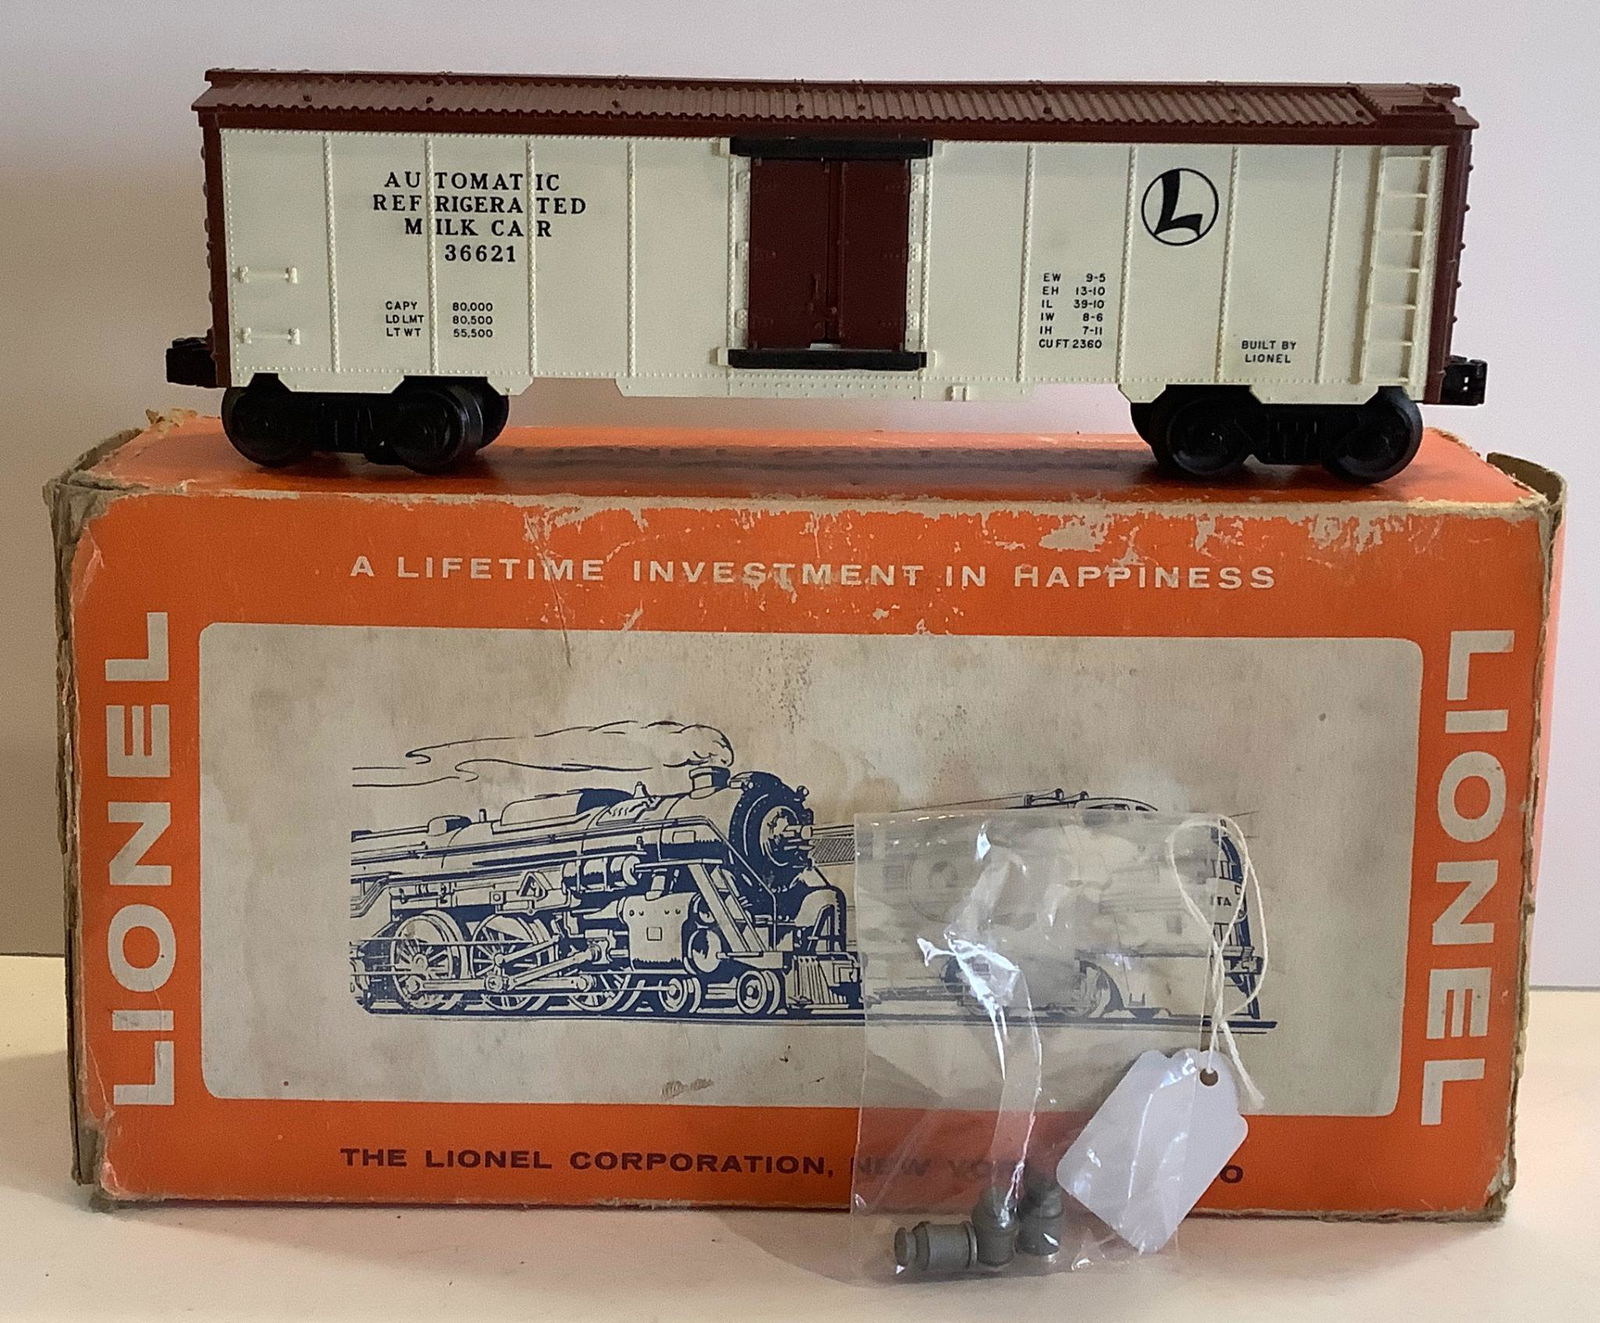 AUTOMATIC
REFRIGERATED
MILK CAR
36621
CAPY 80,000
LD LMT 80,500
LT WT 55,500
L
EW 9-5
EH 13-10
IL 39-10
IW 8-6
IH 7-11
CU FT 2360
BUILT BY
LIONEL
A LIFETIME INVESTMENT IN HAPPINESS
LIONEL
LIONEL
THE LIONEL CORPORATION, NEW YORK